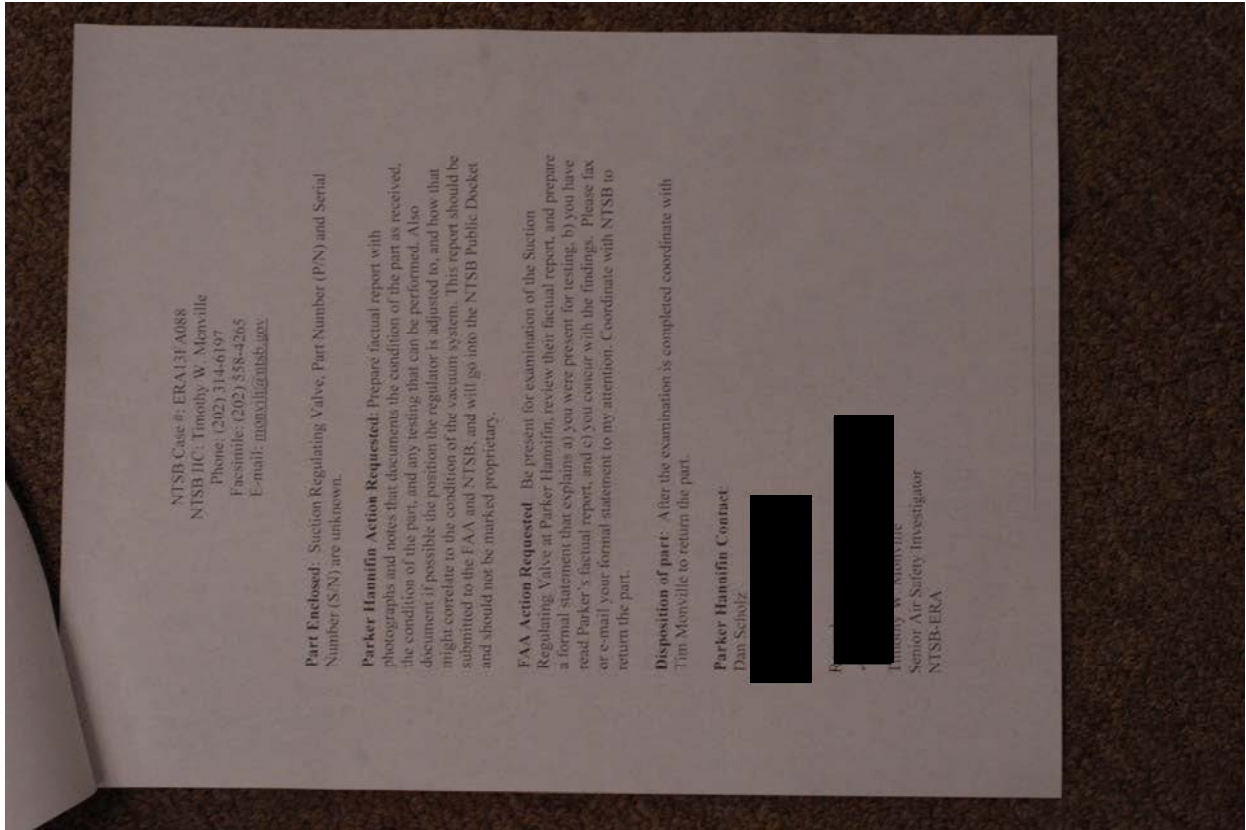 NTSB Case #: ERA13FA088
NTSB IIC: Timothy W. Monville
Phone: (202) 314-6197
Facsimile: (202) 558-4265
E-mail: monvilt@ntsb.gov
Part Enclosed: Suction Regulating Valve, Part Number (P/N) and Serial
Number (S/N) are unknown.
Parker Hannifin Action Requested: Prepare factual report with
photographs and notes that documents the condition of the part as received,
the condition of the part, and any testing that can be performed. Also
document if possible the position the regulator is adjusted to, and how that
might correlate to the condition of the vacuum system. This report should be
submitted to the FAA and NTSB, and will go into the NTSB Public Docket
and should not be marked proprietary.
FAA Action Requested Be present for examination of the Suction
Regulating Valve at Parker Hannifin, review their factual report, and prepare
a formal statement that explains a) you were present for testing, b) you have
read Parker's factual report, and c) you concur with the findings. Please fax
or e-mail your formal statement to my attention. Coordinate with NTSB to
return the part.
Disposition of part: After the examination is completed coordinate with
Tim Monville to return the part.
Parker Hannifin Contact:
Dan Scholz
Timothy W. Monville
Senior Air Safety Investigator
NTSB-ERA